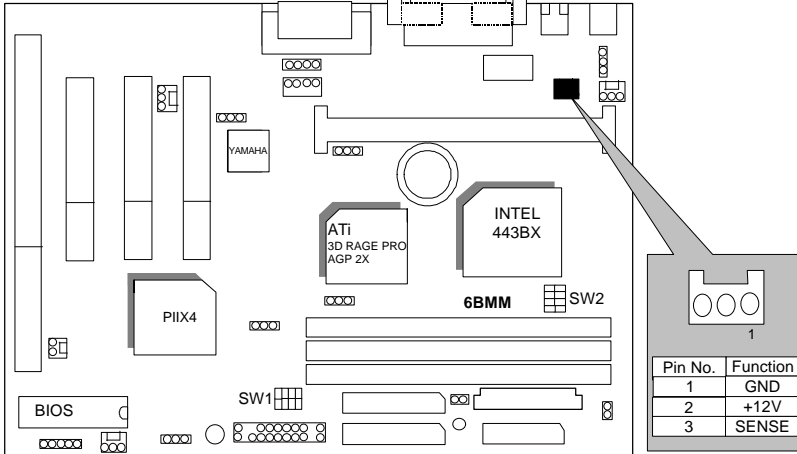 YAMAHA
ATi
3D RAGE PRO
AGP 2X
INTEL
443BX
PIIX4
6BMM
SW2
1
Pin No. Function
1 GND
2 +12V
3 SENSE
SW1
BIOS